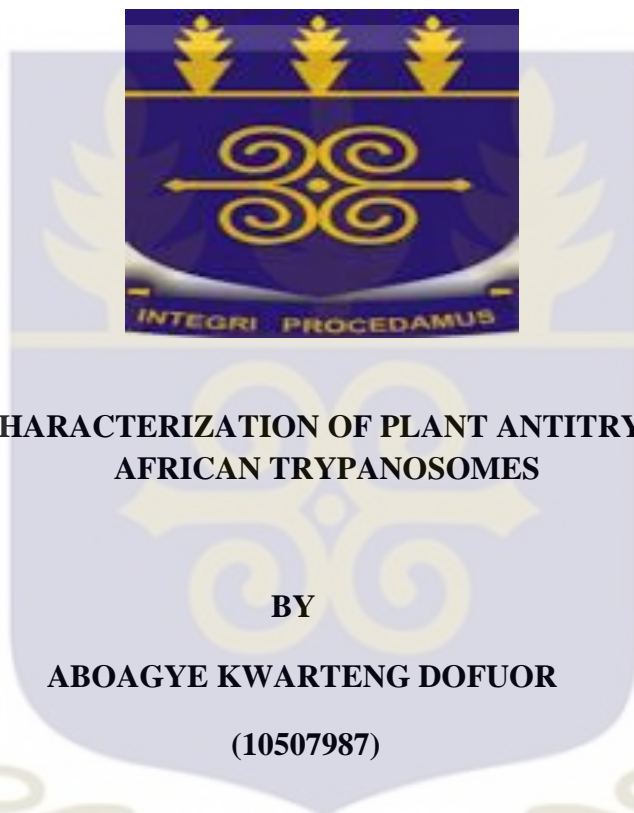 INTEGRI PROCEDAMUS
HARACTERIZATION OF PLANT ANTITRY
AFRICAN TRYPANOSOMES
BY
ABOAGYE KWARTENG DOFUOR
(10507987)